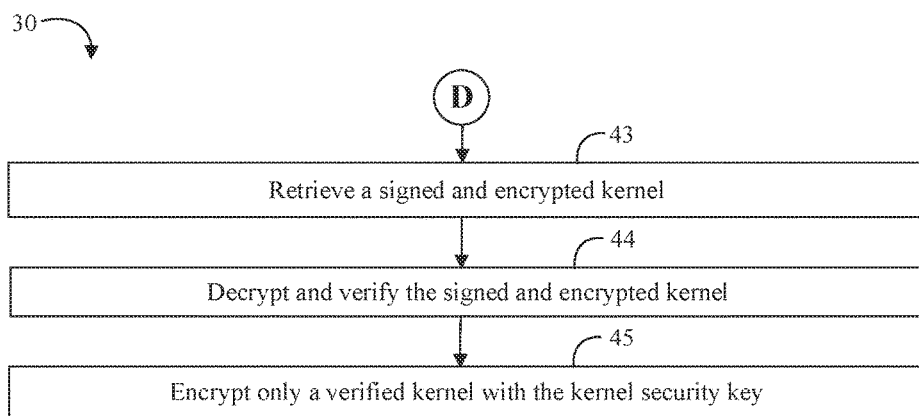 30
D
43
Retrieve a signed and encrypted kernel
44
Decrypt and verify the signed and encrypted kernel
45
Encrypt only a verified kernel with the kernel security key